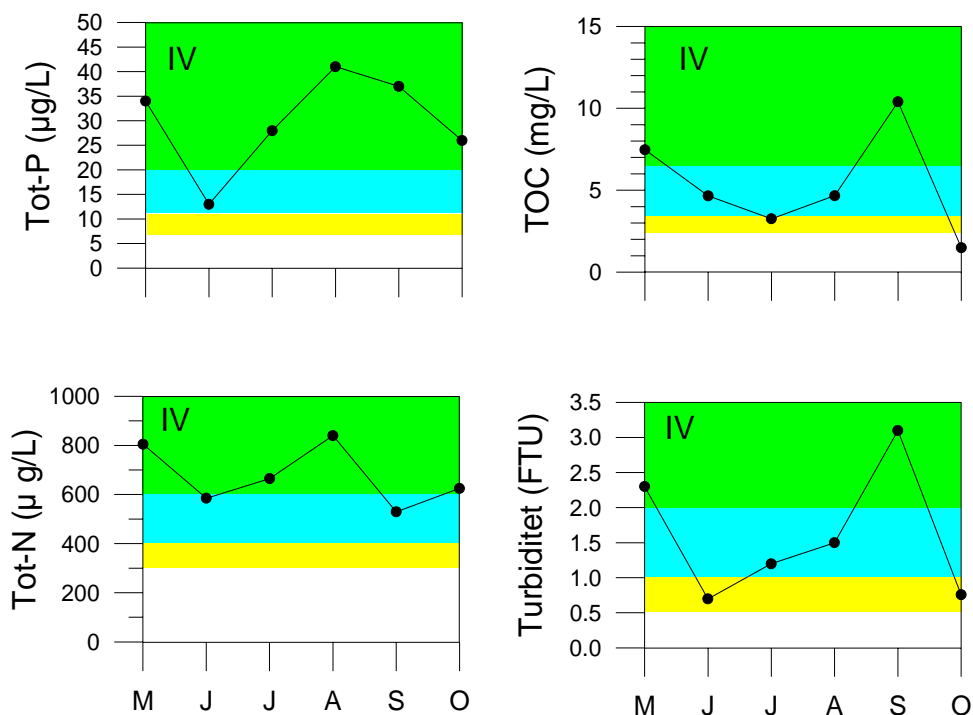 Tot-P (µg/L)
50
45
40
35
30
25
20
15
10
5
0
IV
TOC (mg/L)
15
10
5
0
IV
Tot-N (µ g/L)
1000
800
600
400
200
0
IV
M J J A S O
Turbiditet (FTU)
3.5
3.0
2.5
2.0
1.5
1.0
0.5
0.0
IV
M J J A S O